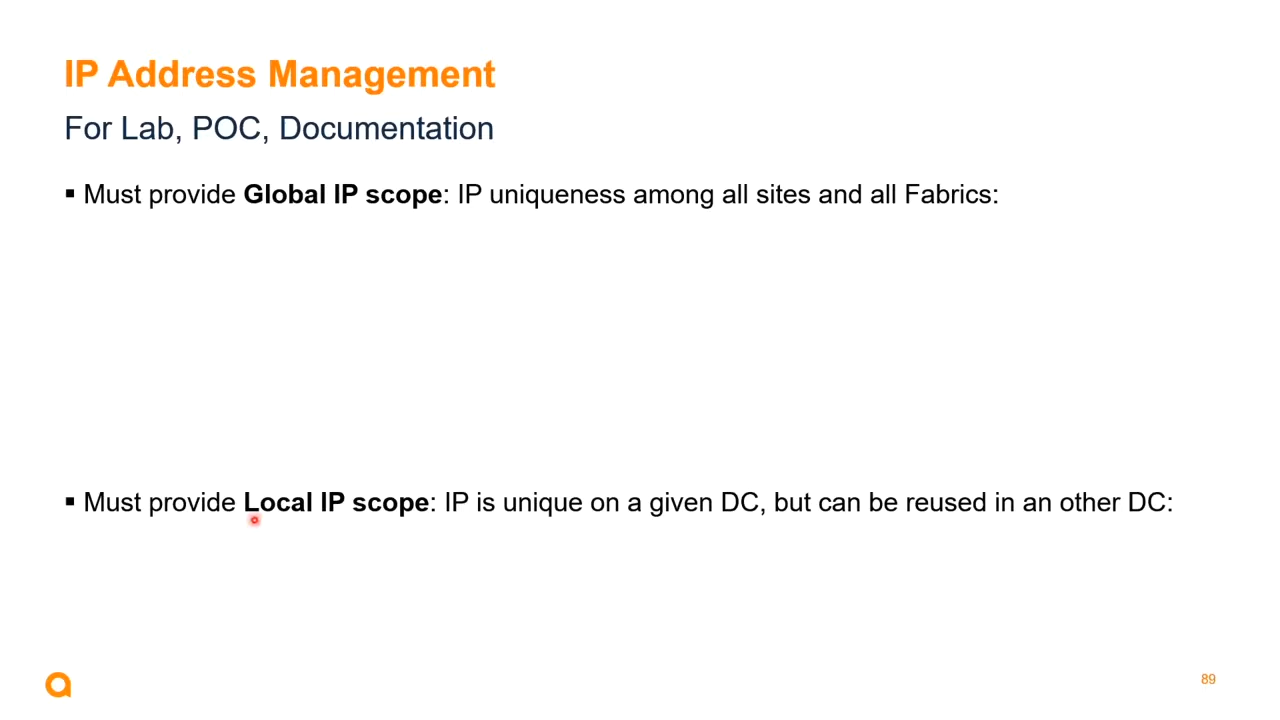 IP Address Management
For Lab, POC, Documentation
▪ Must provide Global IP scope: IP uniqueness among all sites and all Fabrics:
▪ Must provide Local IP scope: IP is unique on a given DC, but can be reused in an other DC:
89